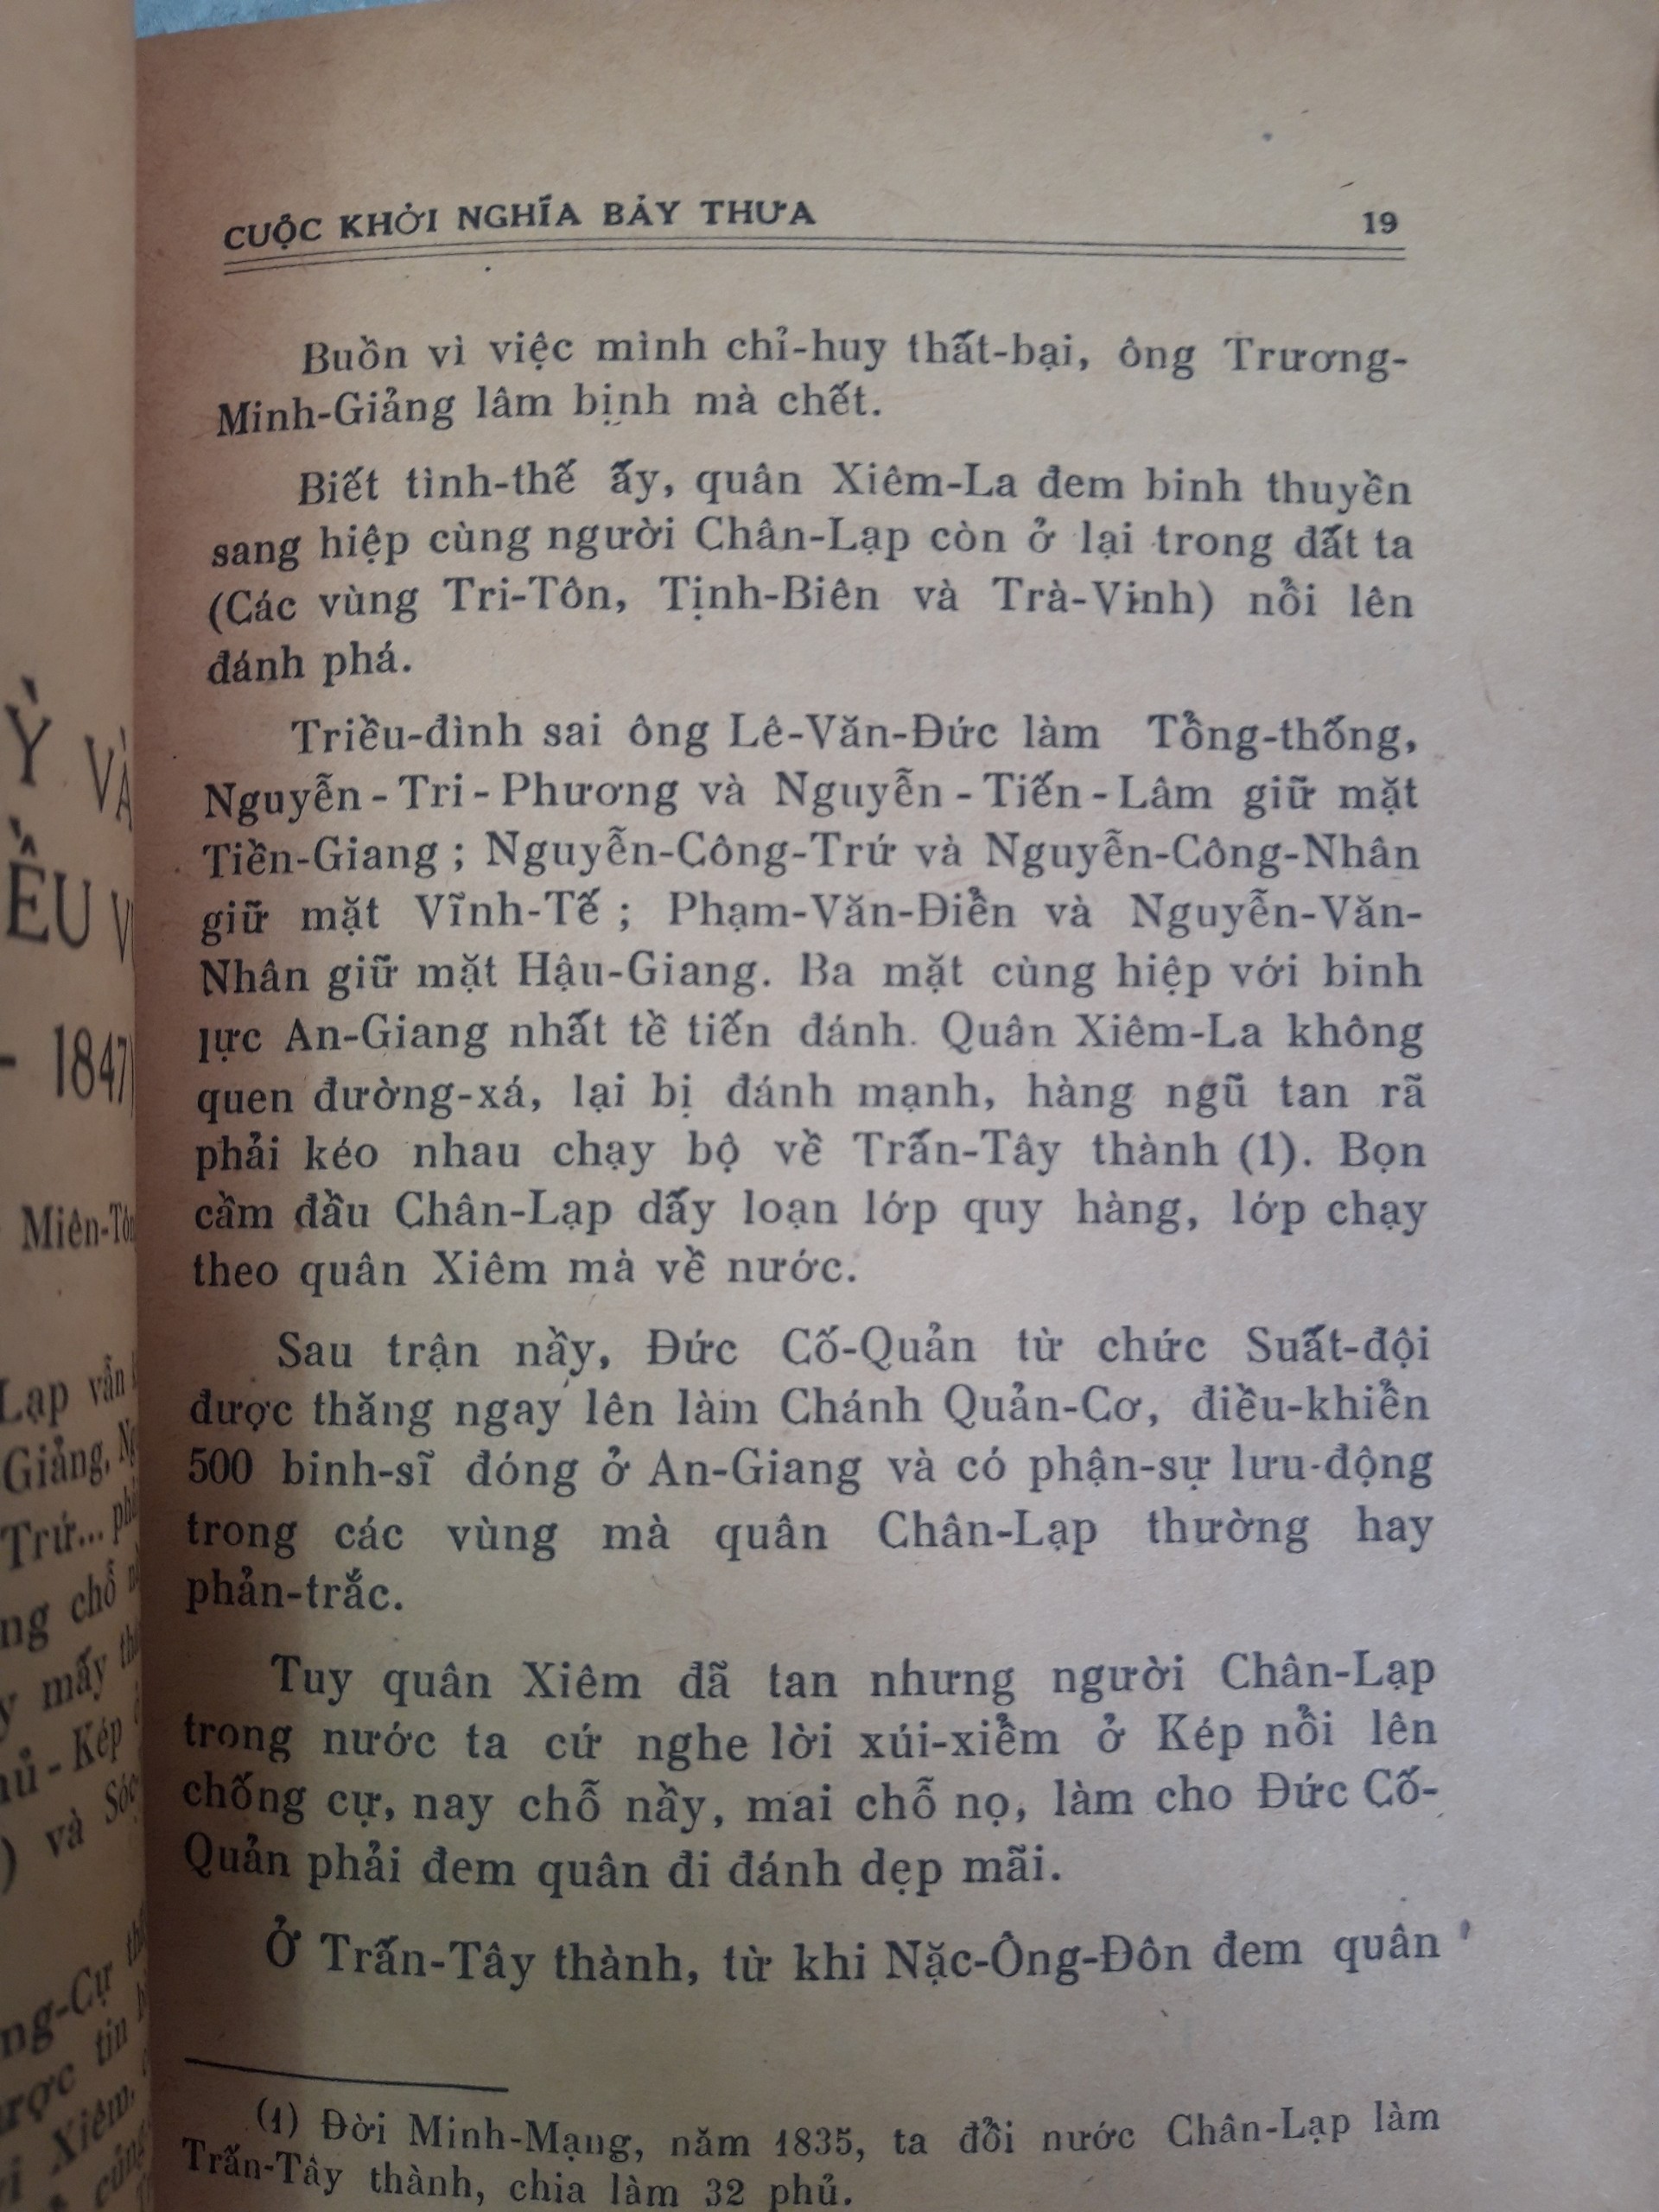 CUỘC KHỞI NGHĨA BẢY THƯA 19
Buồn vì việc mình chỉ-huy thất-bại, ông Trương-
Minh-Giảng lâm bịnh mà chết.
Biết tình-thế ấy, quân Xiêm-La đem binh thuyền
sang hiệp cùng người Chân-Lạp còn ở lại trong đất ta
(Các vùng Tri-Tôn, Tịnh-Biên và Trà-Vinh) nổi lên
đánh phá.
Triều-đình sai ông Lê-Văn-Đức làm Tổng-thống,
Nguyễn - Tri - Phương và Nguyễn - Tiến - Lâm giữ mặt
Tiền-Giang ; Nguyễn-Công-Trứ và Nguyễn-Công-Nhân
giữ mặt Vĩnh-Tế ; Phạm-Văn-Điển và Nguyễn-Văn-
Nhân giữ mặt Hậu-Giang. Ba mặt cùng hiệp với binh
lực An-Giang nhất tề tiến đánh. Quân Xiêm-La không
quen đường-xá, lại bị đánh mạnh, hàng ngũ tan rã
phải kéo nhau chạy bộ về Trấn-Tây thành (1). Bọn
cầm đầu Chân-Lạp dấy loạn lớp quy hàng, lớp chạy
theo quân Xiêm mà về nước.
Sau trận nầy, Đức Cố-Quản từ chức Suất-đội
được thăng ngay lên làm Chánh Quản-Cơ, điều-khiển
500 binh-sĩ đóng ở An-Giang và có phận-sự lưu-động
trong các vùng mà quân Chân-Lạp thường hay
phản-trắc.
Tuy quân Xiêm đã tan nhưng người Chân-Lạp
trong nước ta cứ nghe lời xúi-xiểm ở Kép nổi lên
chống cự, nay chỗ nầy, mai chỗ nọ, làm cho Đức Cố-
Quản phải đem quân đi đánh dẹp mãi.
Ở Trấn-Tây thành, từ khi Nặc-Ông-Đôn đem quân
(1) Đời Minh-Mạng, năm 1835, ta đổi nước Chân-Lạp làm
Trấn-Tây thành, chia làm 32 phủ.